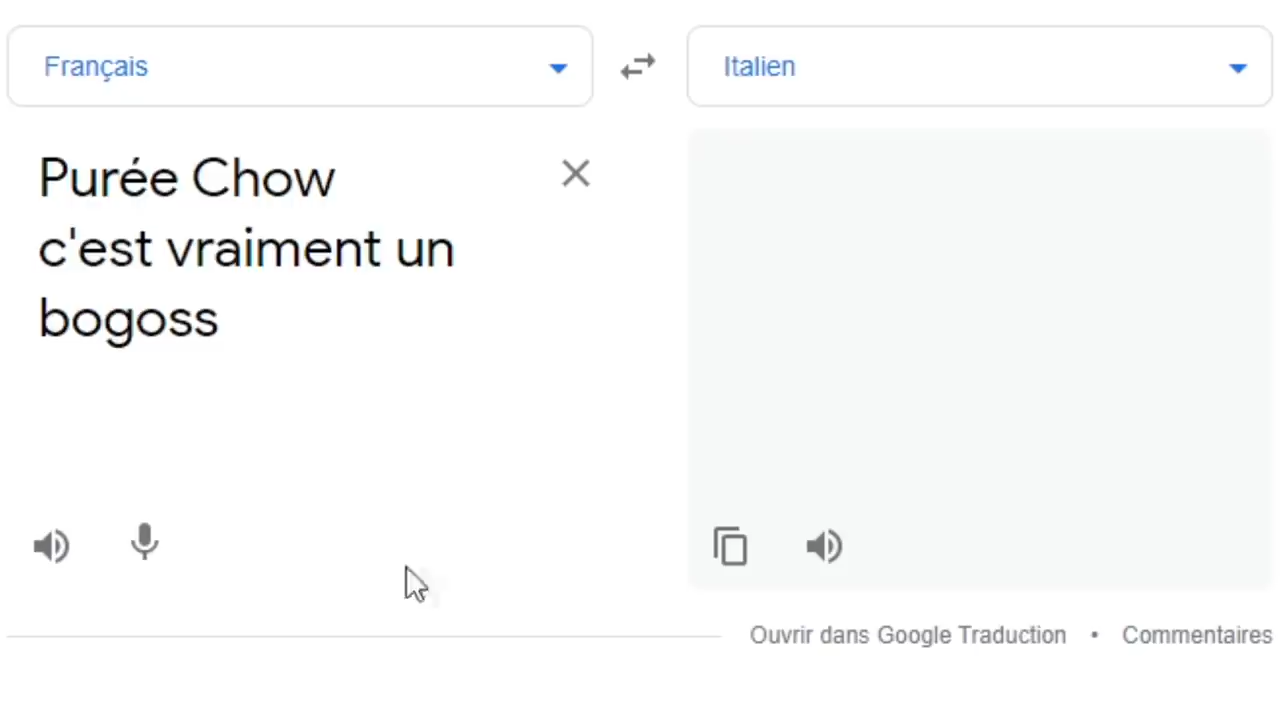 Français
Italien
Purée Chow
c'est vraiment un
bogoss
Ouvrir dans Google Traduction • Commentaires